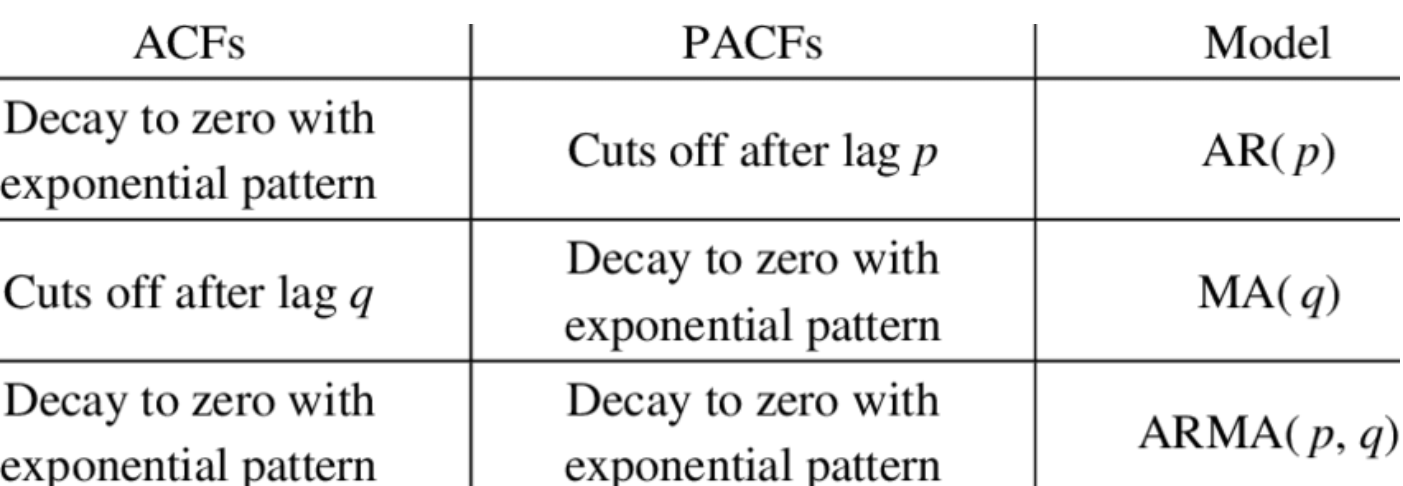 ACFs PACFs Model
Decay to zero with
exponential pattern
Cuts off after lag p
AR( p)
Cuts off after lag q
Decay to zero with
exponential pattern
MA( q)
Decay to zero with
exponential pattern
Decay to zero with
exponential pattern
ARMA( p, q)